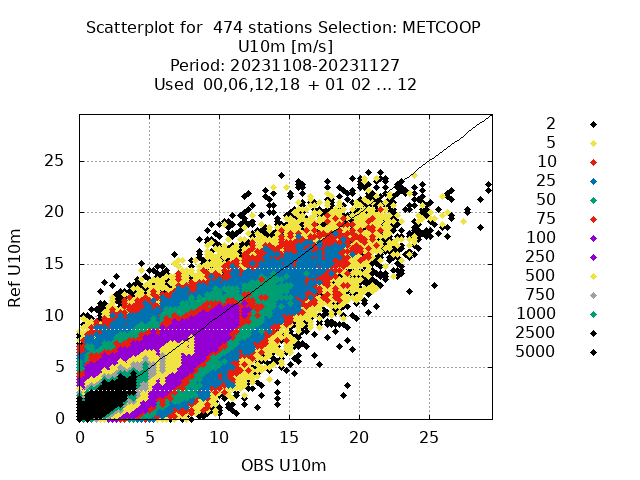 Scatterplot for 474 stations Selection: METCOOP
U10m [m/s]
Period: 20231108-20231127
Used 00,06,12,18 + 01 02 ... 12
2
5
10
25
50
75
100
250
500
750
1000
2500
5000
25
20
15
10
5
0
Ref U10m
0 5 10 15 20 25
OBS U10m